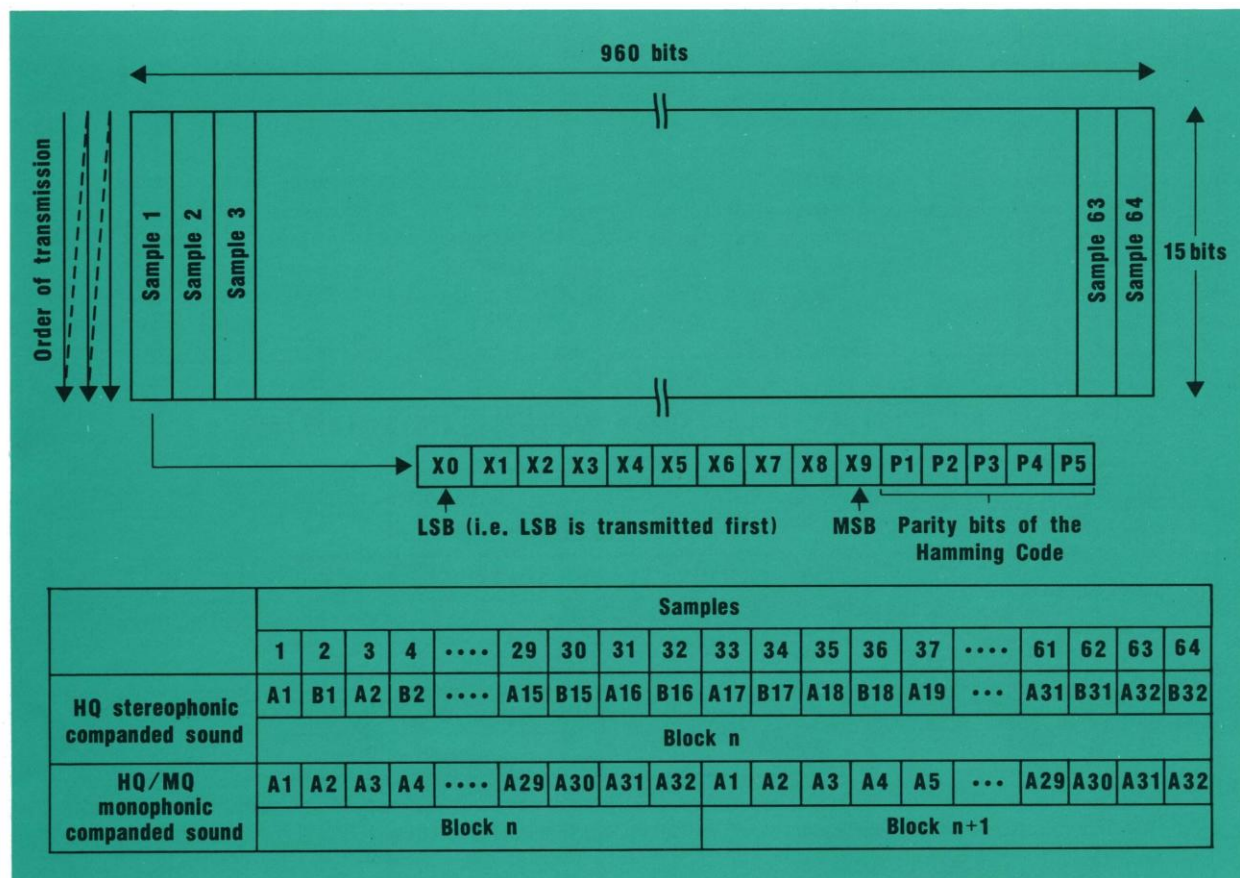 960 bits
Order of transmission
Sample 1
Sample 2
Sample 3
Sample 63
Sample 64
15 bits
X0 X1 X2 X3 X4 X5 X6 X7 X8 X9 P1 P2 P3 P4 P5
LSB (i.e. LSB is transmitted first)
MSB
Parity bits of the
Hamming Code
Samples
1 2 3 4 ···· 29 30 31 32 33 34 35 36 37 ···· 61 62 63 64
HQ stereophonic
companded sound
A1 B1 A2 B2 ···· A15 B15 A16 B16 A17 B17 A18 B18 A19 ··· A31 B31 A32 B32
Block n
HQ/MQ
monophonic
companded sound
A1 A2 A3 A4 ···· A29 A30 A31 A32 A1 A2 A3 A4 A5 ··· A29 A30 A31 A32
Block n Block n+1